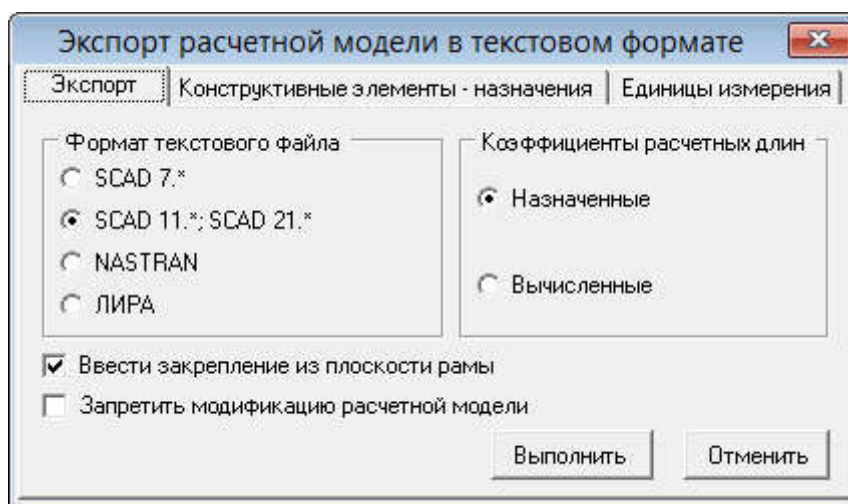 Экспорт расчетной модели в текстовом формате
Экспорт
Конструктивные элементы - назначения
Единицы измерения
Формат текстового файла
SCAD 7.*
SCAD 11.*; SCAD 21.*
NASTRAN
ЛИРА
Коэффициенты расчетных длин
Назначенные
Вычисленные
Ввести закрепление из плоскости рамы
Запретить модификацию расчетной модели
Выполнить
Отменить